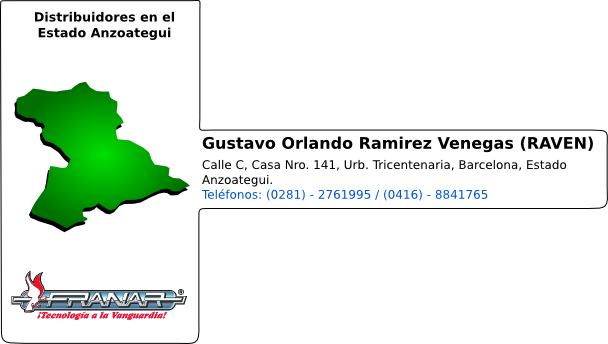 Distribuidores en el
Estado Anzoategui
Gustavo Orlando Ramirez Venegas (RAVEN)
Calle C, Casa Nro. 141, Urb. Tricentenaria, Barcelona, Estado
Anzoategui.
Teléfonos: (0281) - 2761995 / (0416) - 8841765
FRANAR®
¡Tecnología a la Vanguardia!